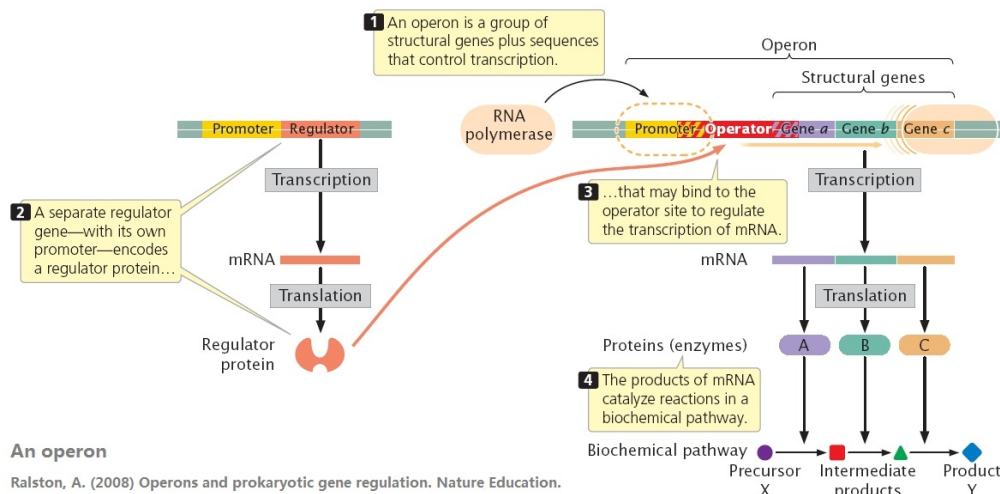 1 An operon is a group of
structural genes plus sequences
that control transcription.
Operon
Structural genes
RNA
polymerase
Promoter Regulator
Promoter Operator Gene a Gene b Gene c
Transcription
2 A separate regulator
gene—with its own
promoter—encodes
a regulator protein…
mRNA
Translation
Regulator
protein
3 …that may bind to the
operator site to regulate
the transcription of mRNA.
Transcription
mRNA
Translation
Proteins (enzymes)
A B C
4 The products of mRNA
catalyze reactions in a
biochemical pathway.
Biochemical pathway
Precursor
X
Intermediate
products
Product
Y
An operon
Ralston, A. (2008) Operons and prokaryotic gene regulation. Nature Education.